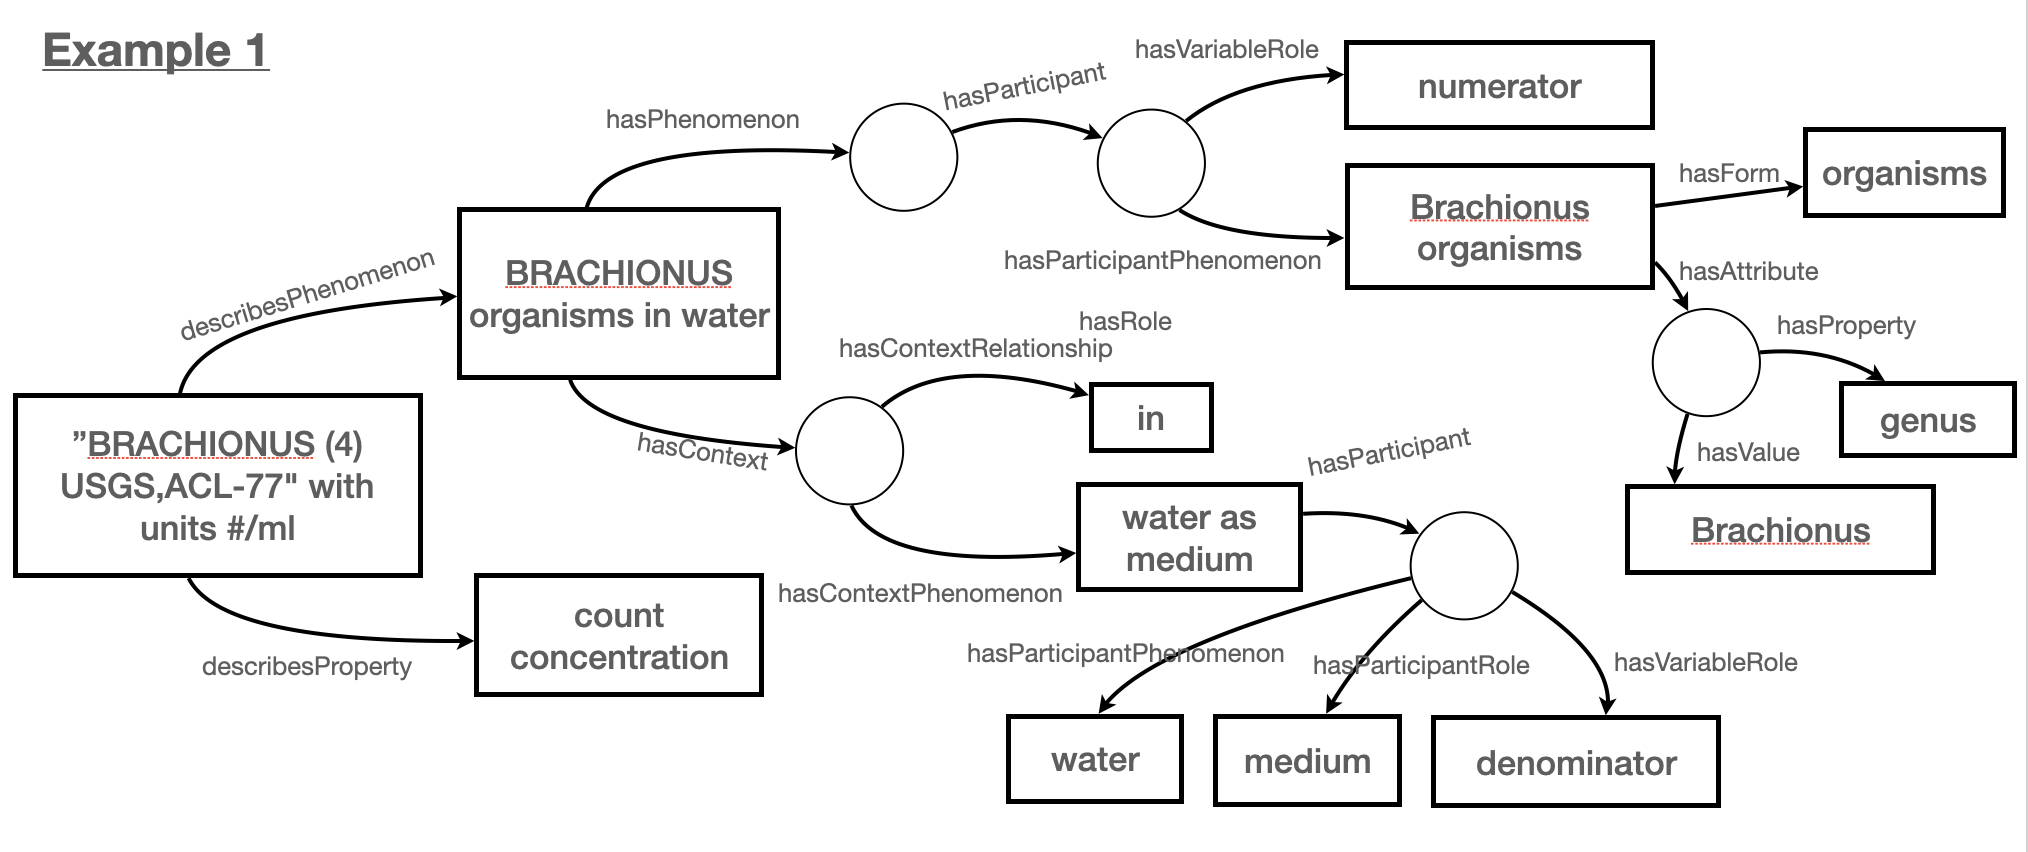 Example 1
hasVariableRole
numerator
hasParticipant
hasPhenomenon
hasForm
organisms
Brachionus
organisms
hasParticipantPhenomenon
hasAttribute
describesPhenomenon
BRACHIONUS
organisms in water
hasRole
hasContextRelationship
hasProperty
genus
in
hasValue
Brachionus
”BRACHIONUS (4)
USGS,ACL-77" with
units #/ml
hasContext
hasParticipant
water as
medium
hasContextPhenomenon
count
concentration
describesProperty
hasParticipantPhenomenon
hasParticipantRole
hasVariableRole
water
medium
denominator